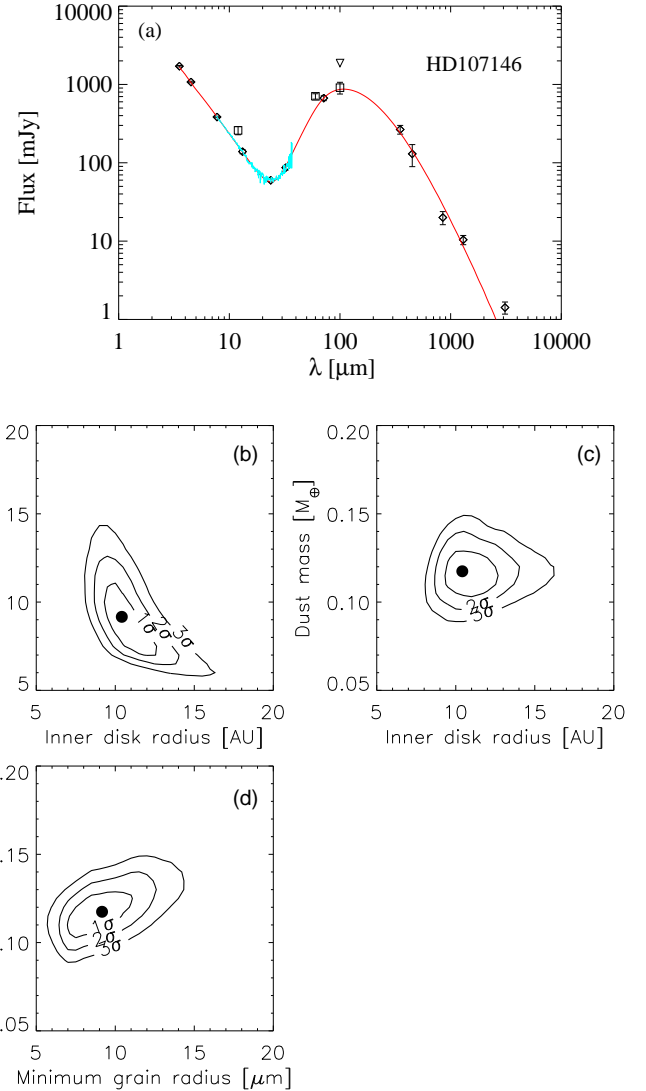 10000
(a)
1000
HD107146
100
10
1
Flux [mJy]
1 10 100 1000 10000
λ [μm]
20
(b)
15
10
1σ
2σ
3σ
5
5 10 15 20
Inner disk radius [AU]
0.20
(c)
0.15
0.10
2σ
3σ
0.05
Dust mass [M⊕]
5 10 15 20
Inner disk radius [AU]
.20
(d)
.15
.10
1σ
2σ
3σ
.05
5 10 15 20
Minimum grain radius [μm]